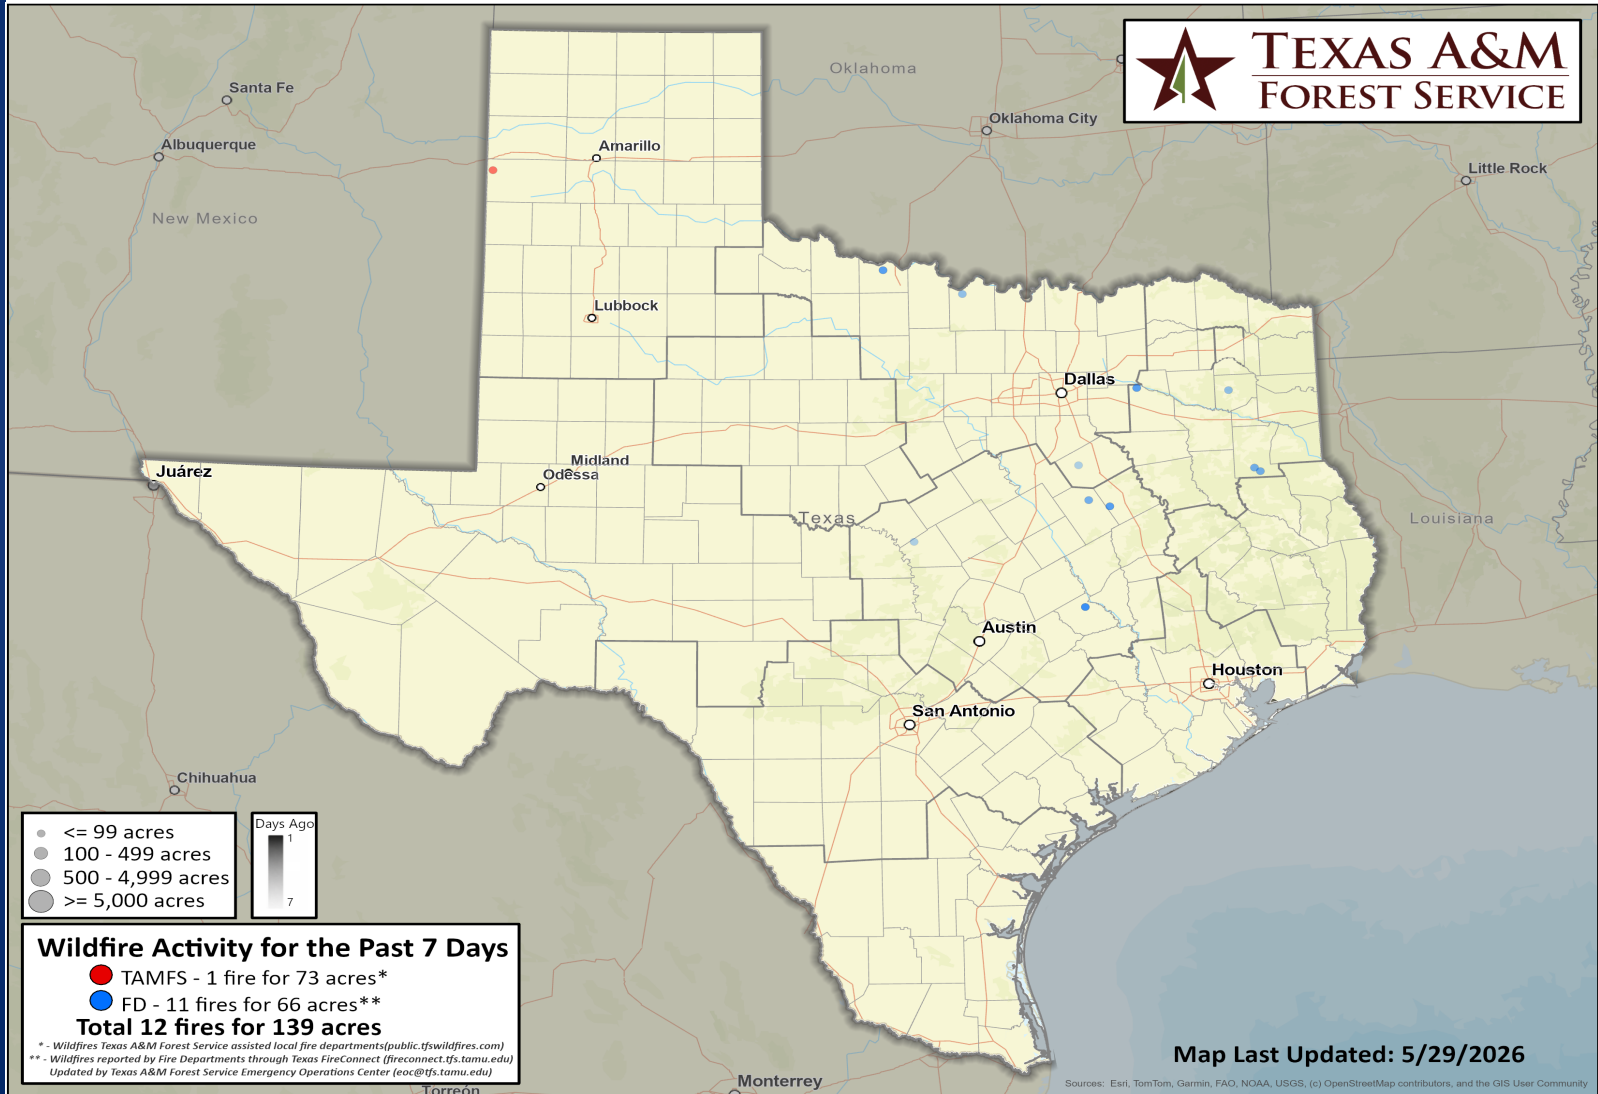 TEXAS A&M
FOREST SERVICE
Oklahoma
Santa Fe
Oklahoma City
Albuquerque
Amarillo
Little Rock
New Mexico
Lubbock
Dallas
Juárez
Midland
Odessa
Texas
Louisiana
Austin
Houston
San Antonio
Chihuahua
<= 99 acres
100 - 499 acres
500 - 4,999 acres
>= 5,000 acres
Days Ago
1
7
Wildfire Activity for the Past 7 Days
TAMFS - 1 fire for 73 acres*
FD - 11 fires for 66 acres**
Total 12 fires for 139 acres
* - Wildfires Texas A&M Forest Service assisted local fire departments(public.tfswildfires.com)
** - Wildfires reported by Fire Departments through Texas FireConnect (fireconnect.tfs.tamu.edu)
Updated by Texas A&M Forest Service Emergency Operations Center (eoc@tfs.tamu.edu)
Map Last Updated: 5/29/2026
Sources: Esri, TomTom, Garmin, FAO, NOAA, USGS, (c) OpenStreetMap contributors, and the GIS User Community
Monterrey
Torreón